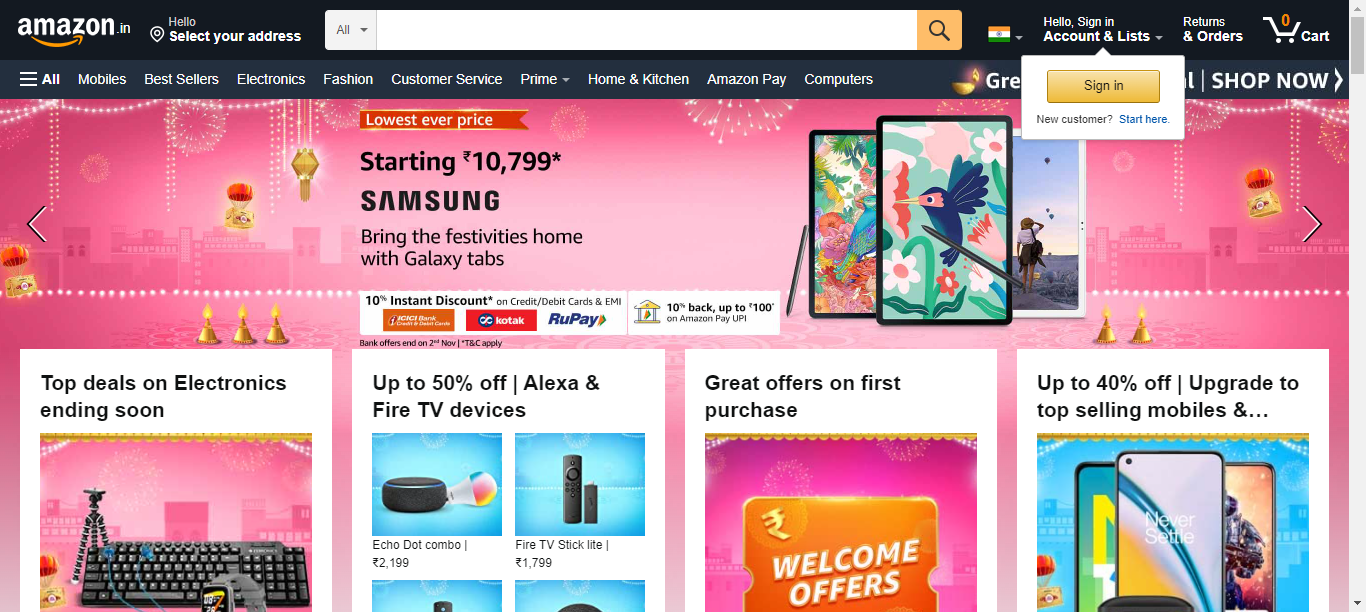 amazon.in
Hello
Select your address
All
Hello, Sign in
Account & Lists
Returns
& Orders
0
Cart
All
Mobiles
Best Sellers
Electronics
Fashion
Customer Service
Prime
Home & Kitchen
Amazon Pay
Computers
Gre
l | SHOP NOW
Sign in
New customer? Start here.
Lowest ever price
Starting ₹10,799*
SAMSUNG
Bring the festivities home
with Galaxy tabs
10% Instant Discount* on Credit/Debit Cards & EMI
ICICI Bank
Credit & Debit Cards
kotak
RuPay
10% back, up to ₹100*
on Amazon Pay UPI
Bank offers end on 2nd Nov | *T&C apply
Top deals on Electronics
ending soon
Up to 50% off | Alexa &
Fire TV devices
Echo Dot combo |
₹2,199
Fire TV Stick lite |
₹1,799
Great offers on first
purchase
₹
WELCOME
OFFERS
Up to 40% off | Upgrade to
top selling mobiles &…
Never
Settle